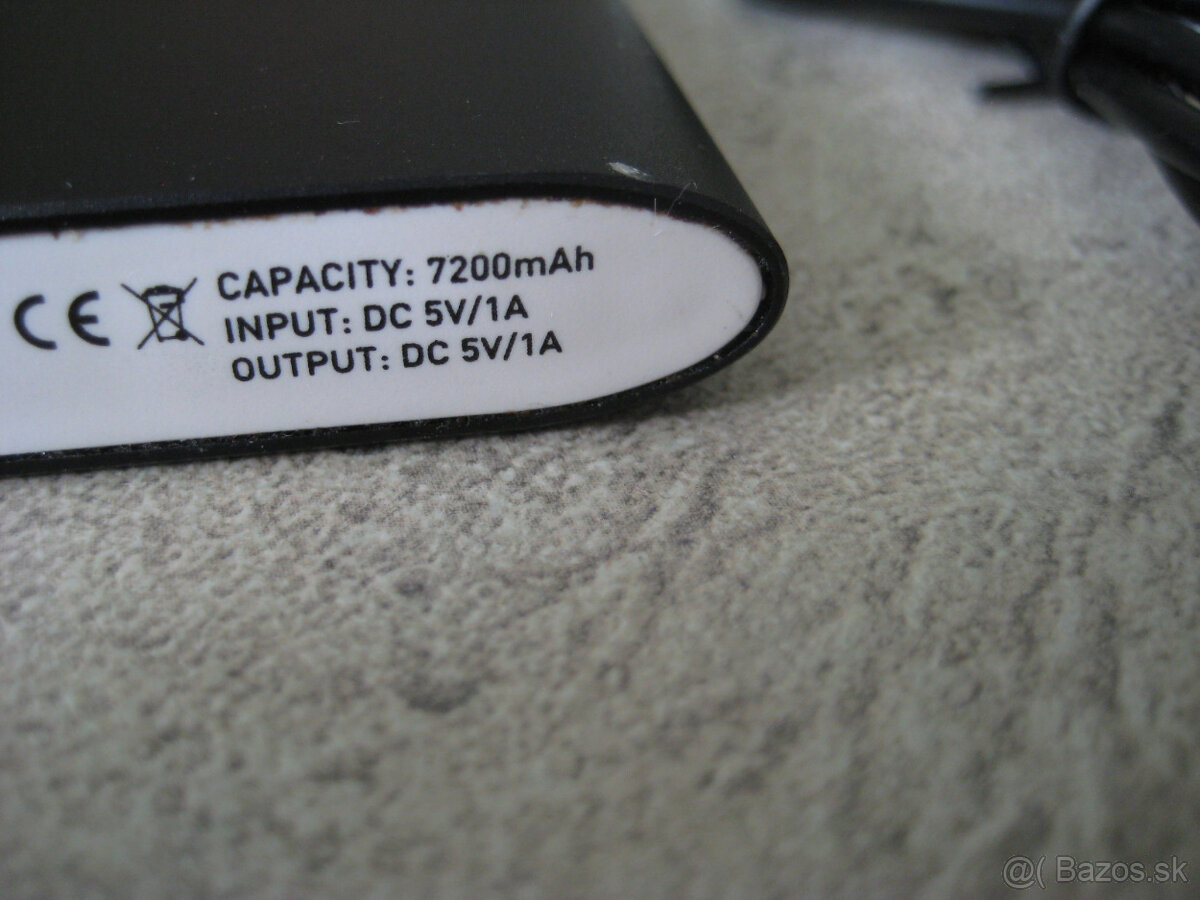 CE
CAPACITY: 7200mAh
INPUT: DC 5V/1A
OUTPUT: DC 5V/1A
@( Bazos.sk